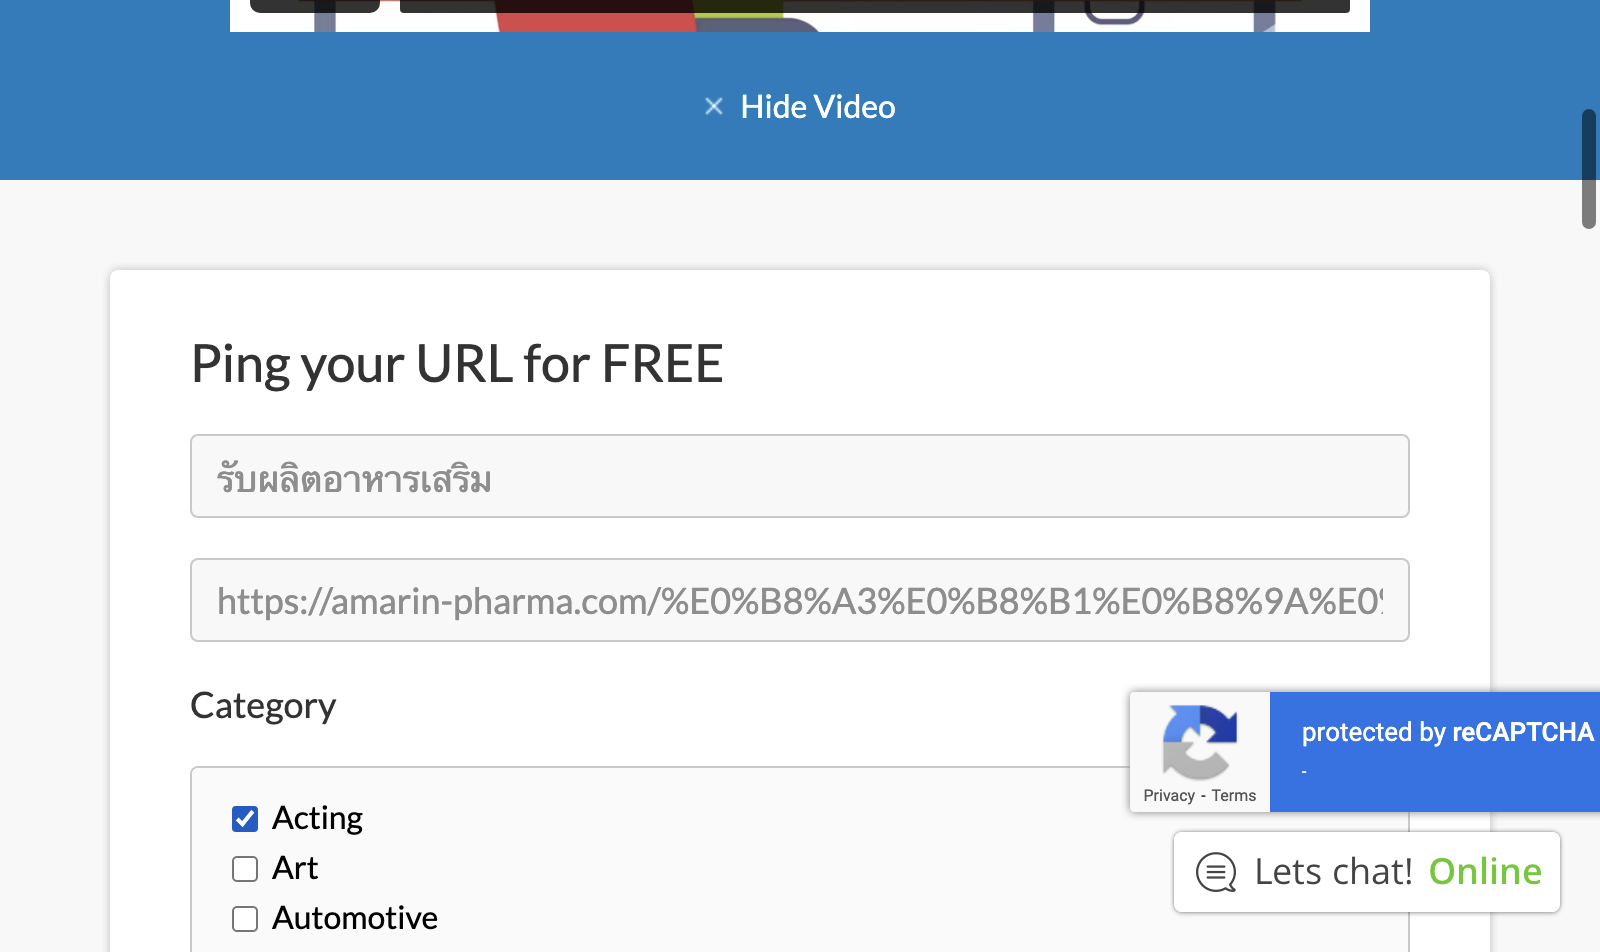 Hide Video
Ping your URL for FREE
รับผลิตอาหารเสริม
https://amarin-pharma.com/%E0%B8%A3%E0%B8%B1%E0%B8%9A%E0%
Category
protected by reCAPTCHA
-
Privacy - Terms
Acting
Art
Automotive
Lets chat! Online